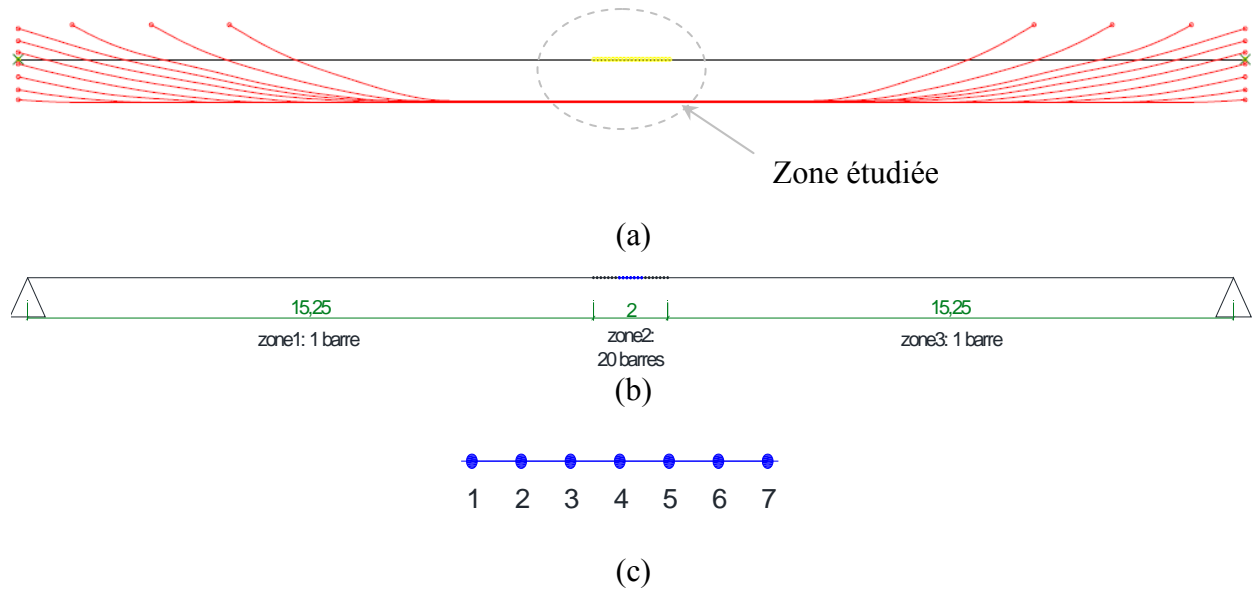 Zone étudiée
(a)
15,25
2
15,25
zone1: 1 barre
zone2:
20 barres
zone3: 1 barre
(b)
1 2 3 4 5 6 7
(c)